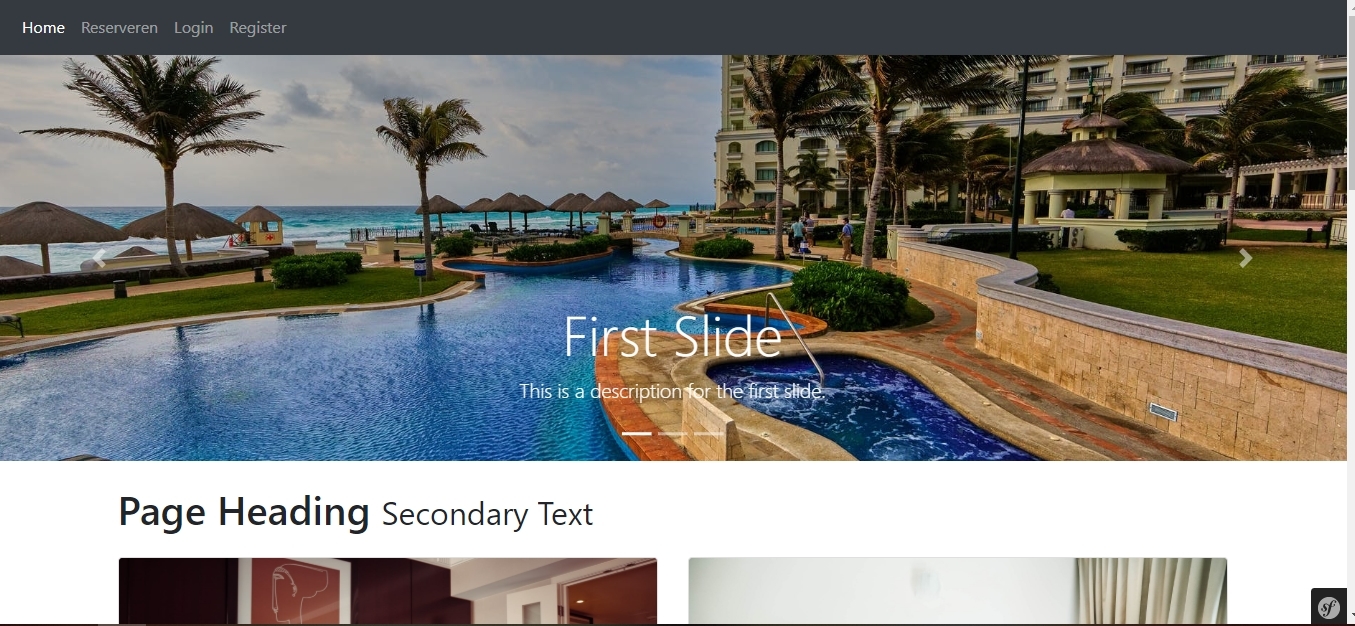 Home Reserveren Login Register
First Slide
This is a description for the first slide.
Page Heading Secondary Text
sf